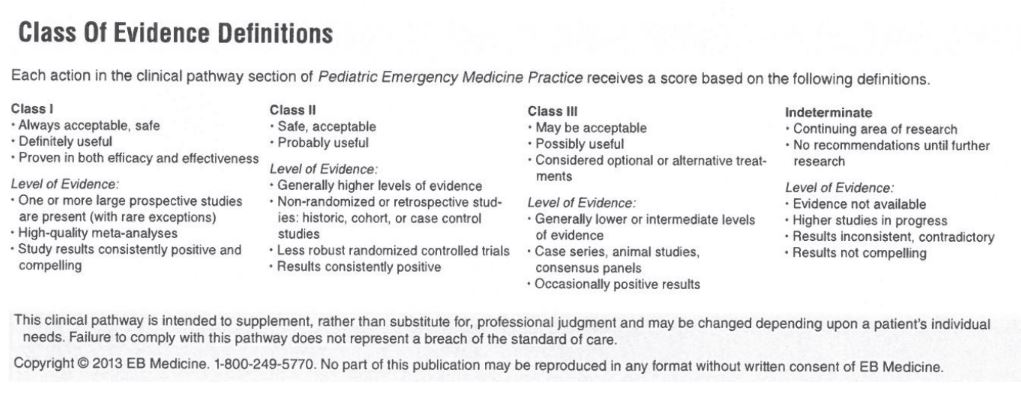 Class Of Evidence Definitions
Each action in the clinical pathway section of Pediatric Emergency Medicine Practice receives a score based on the following definitions.
Class I
• Always acceptable, safe
• Definitely useful
• Proven in both efficacy and effectiveness
Level of Evidence:
• One or more large prospective studies
are present (with rare exceptions)
• High-quality meta-analyses
• Study results consistently positive and
compelling
Class II
• Safe, acceptable
• Probably useful
Level of Evidence:
• Generally higher levels of evidence
• Non-randomized or retrospective stud-
ies: historic, cohort, or case control
studies
• Less robust randomized controlled trials
• Results consistently positive
Class III
• May be acceptable
• Possibly useful
• Considered optional or alternative treat-
ments
Level of Evidence:
• Generally lower or intermediate levels
of evidence
• Case series, animal studies,
consensus panels
• Occasionally positive results
Indeterminate
• Continuing area of research
• No recommendations until further
research
Level of Evidence:
• Evidence not available
• Higher studies in progress
• Results inconsistent, contradictory
• Results not compelling
This clinical pathway is intended to supplement, rather than substitute for, professional judgment and may be changed depending upon a patient's individual
needs. Failure to comply with this pathway does not represent a breach of the standard of care.
Copyright © 2013 EB Medicine. 1-800-249-5770. No part of this publication may be reproduced in any format without written consent of EB Medicine.